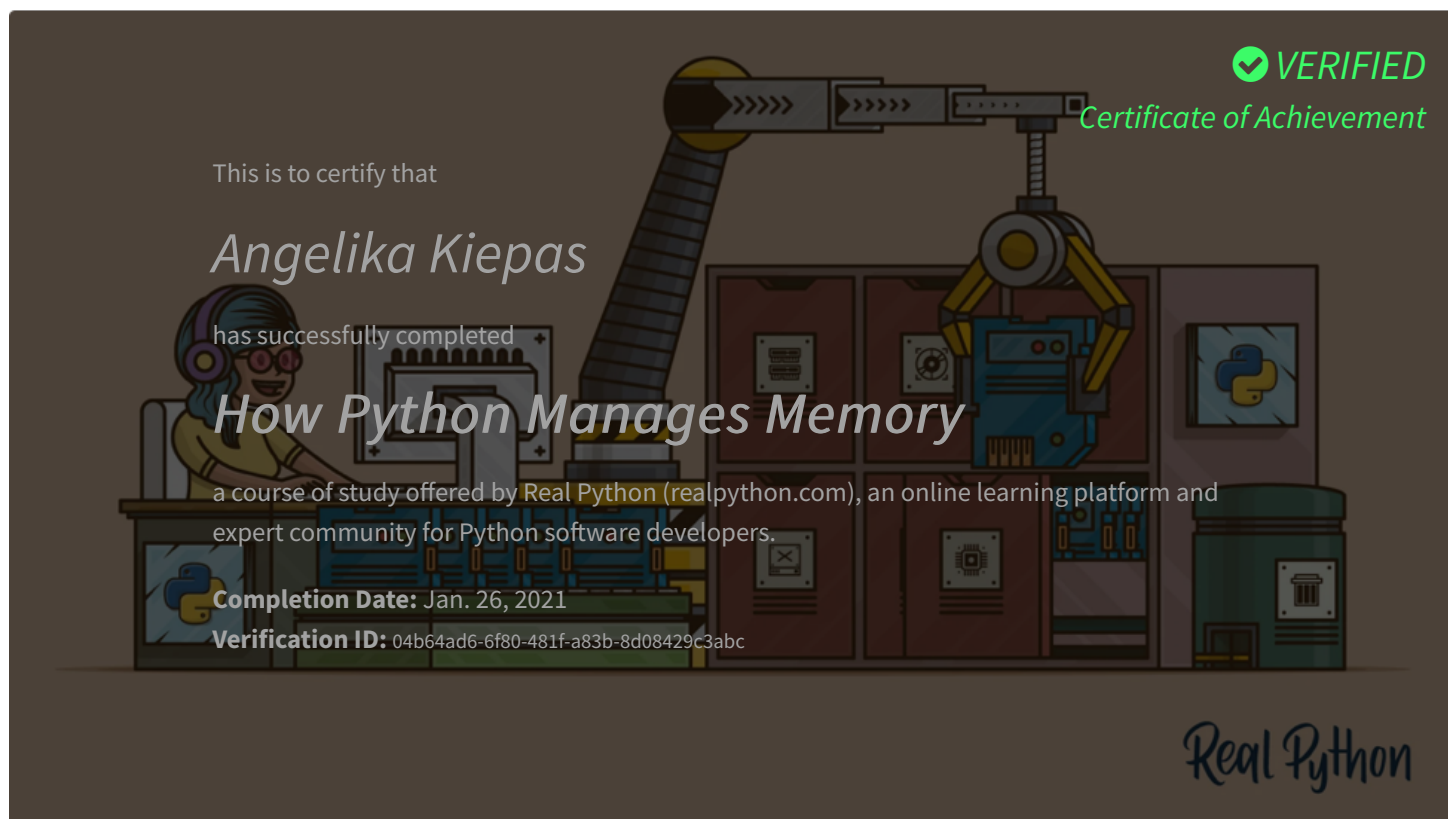 VERIFIED
Certificate of Achievement
This is to certify that
Angelika Kiepas
has successfully completed
How Python Manages Memory
a course of study offered by Real Python (realpython.com), an online learning platform and
expert community for Python software developers.
Completion Date: Jan. 26, 2021
Verification ID: 04b64ad6-6f80-481f-a83b-8d08429c3abc
Real Python